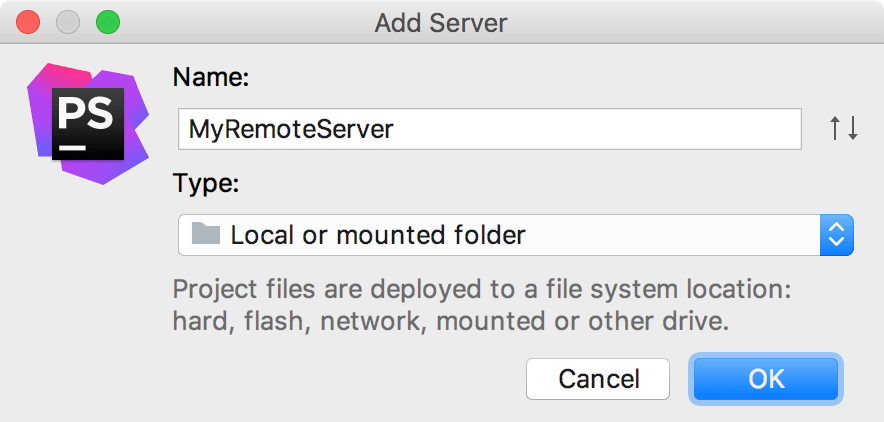 Add Server
PS
Name:
MyRemoteServer
Type:
Local or mounted folder
Project files are deployed to a file system location:
hard, flash, network, mounted or other drive.
Cancel
OK